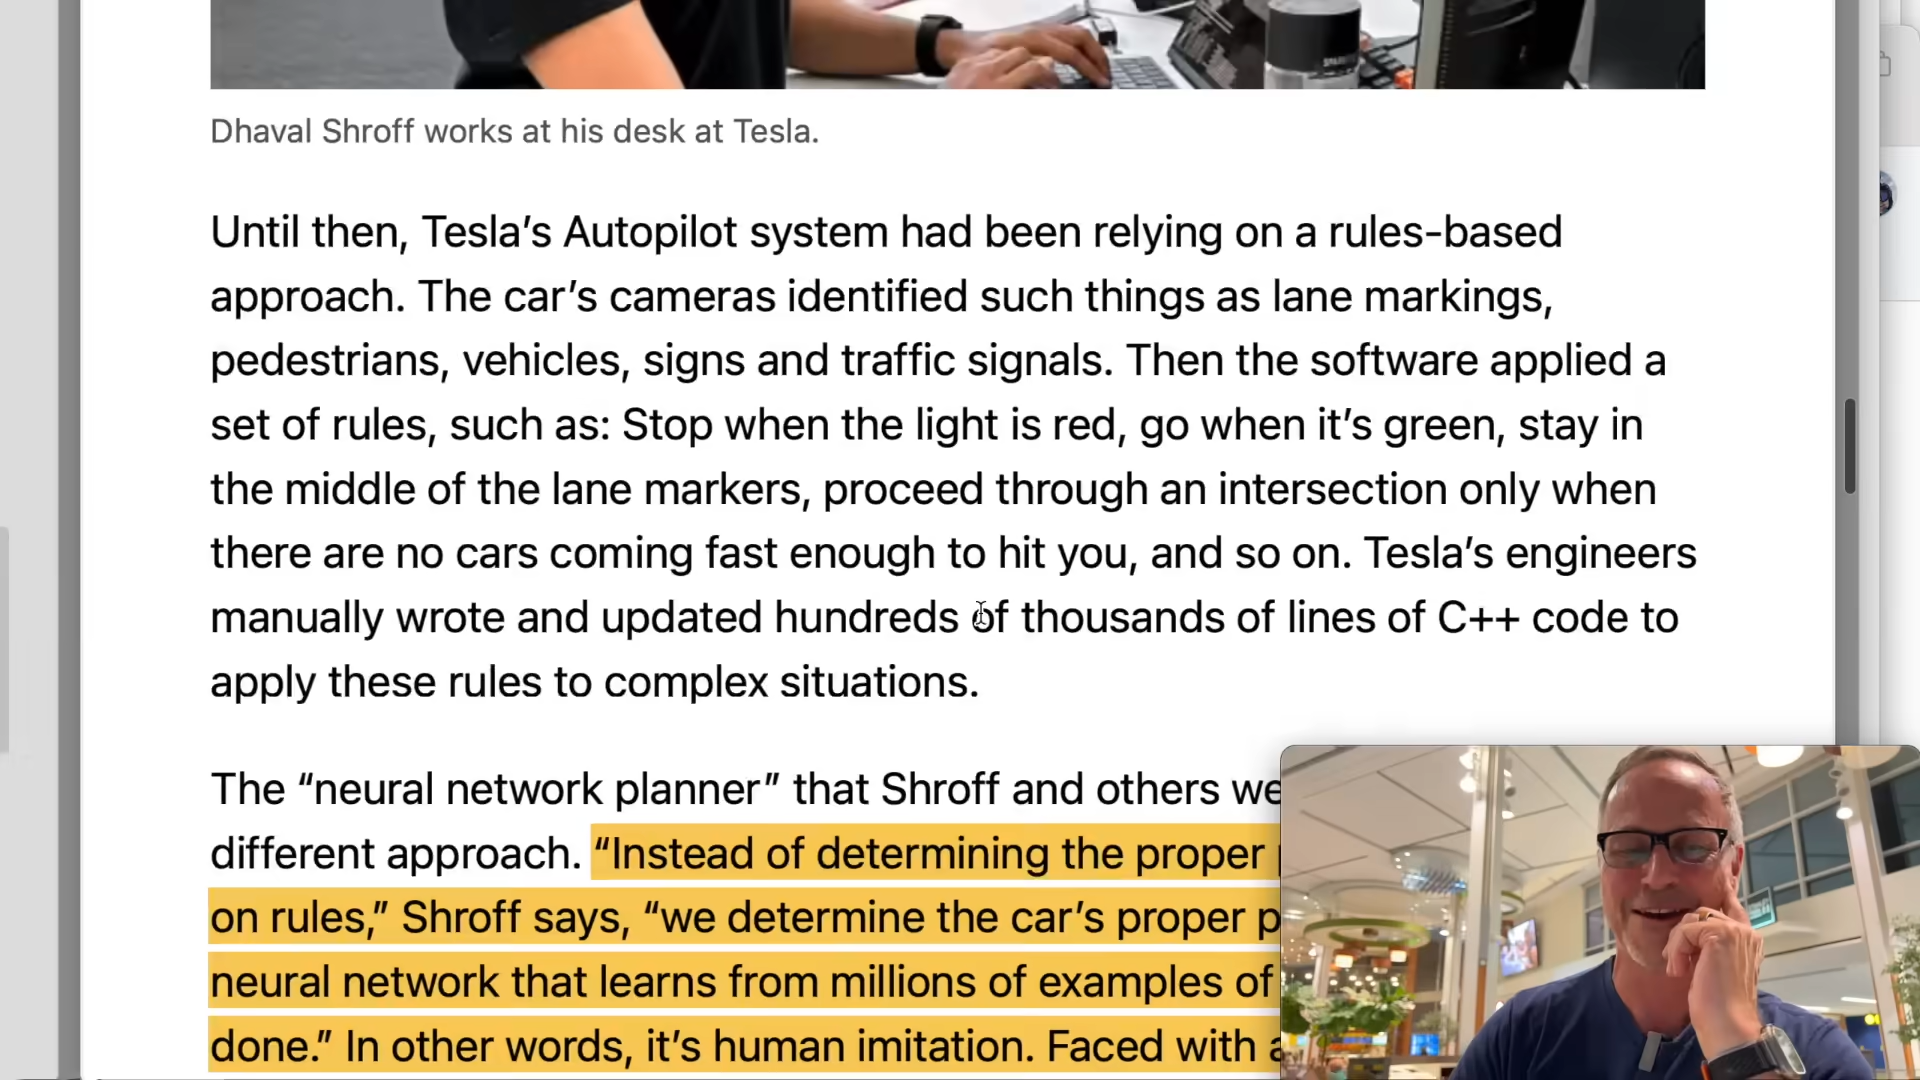 Dhaval Shroff works at his desk at Tesla.
Until then, Tesla’s Autopilot system had been relying on a rules-based
approach. The car’s cameras identified such things as lane markings,
pedestrians, vehicles, signs and traffic signals. Then the software applied a
set of rules, such as: Stop when the light is red, go when it’s green, stay in
the middle of the lane markers, proceed through an intersection only when
there are no cars coming fast enough to hit you, and so on. Tesla’s engineers
manually wrote and updated hundreds of thousands of lines of C++ code to
apply these rules to complex situations.
The “neural network planner” that Shroff and others we
different approach. “Instead of determining the proper
on rules,” Shroff says, “we determine the car’s proper
neural network that learns from millions of examples of
done.” In other words, it’s human imitation. Faced with